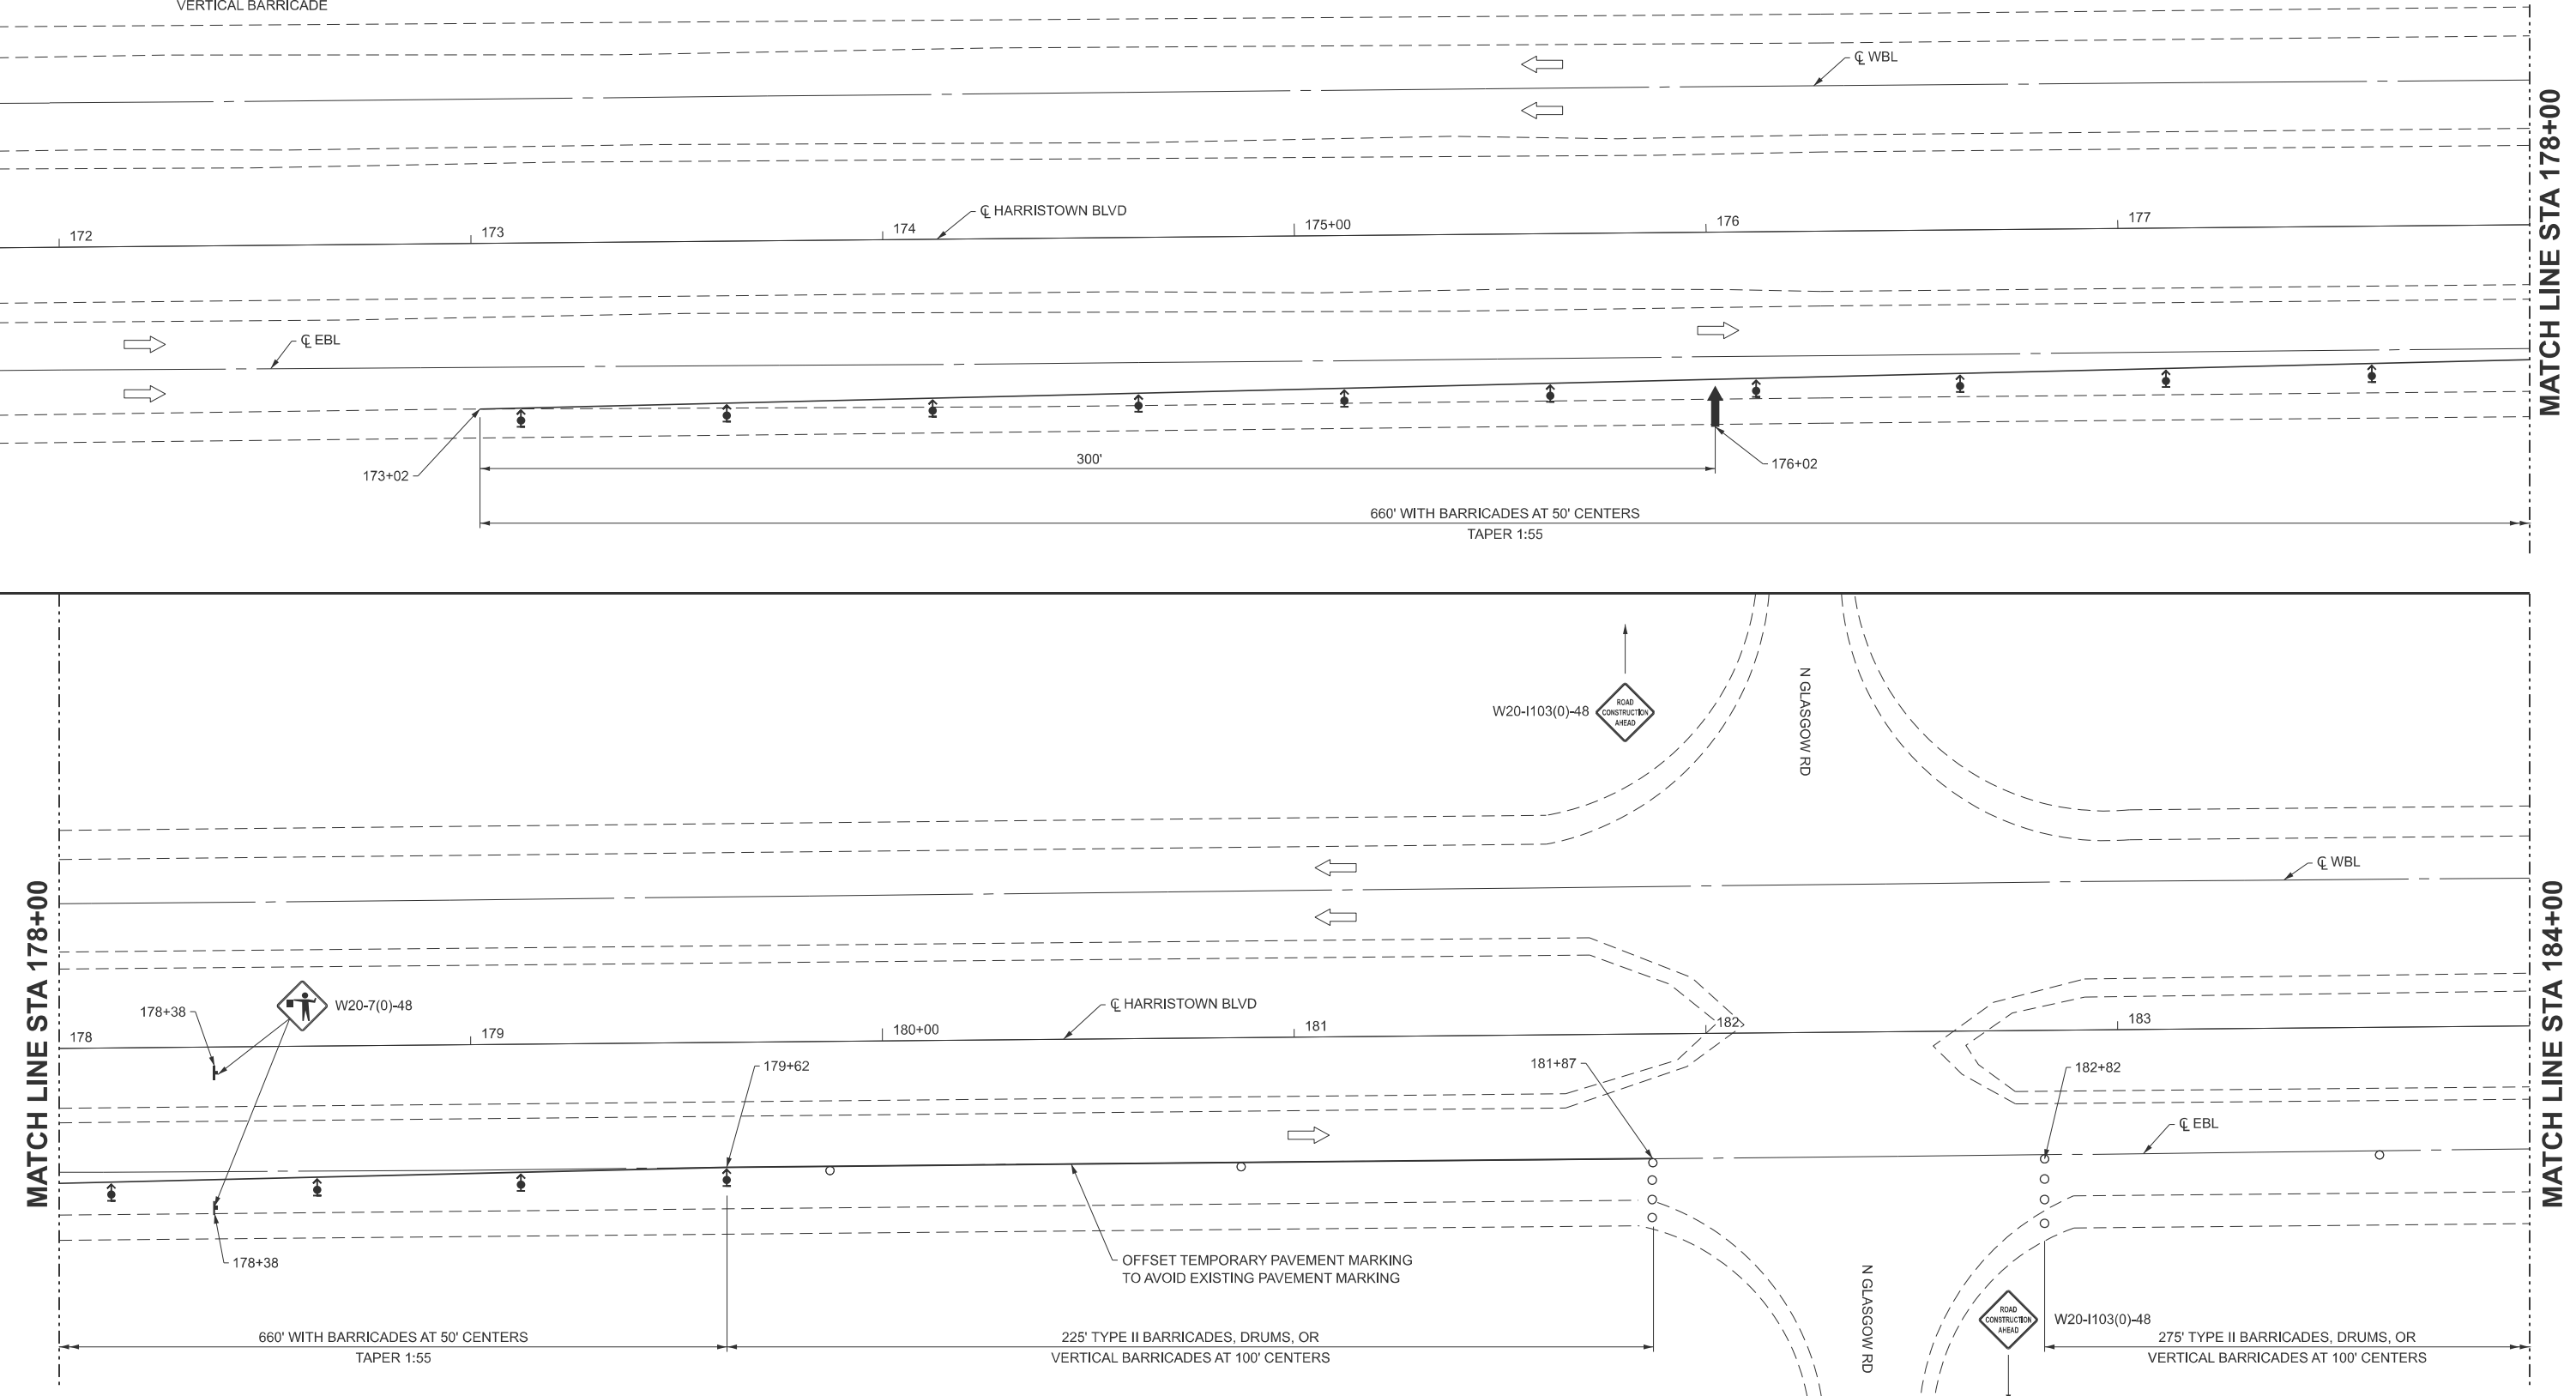 VERTICAL BARRICADE
℄ WBL
172
173
174
℄ HARRISTOWN BLVD
175+00
176
177
℄ EBL
173+02
300'
176+02
660' WITH BARRICADES AT 50' CENTERS
TAPER 1:55
MATCH LINE STA 178+00
MATCH LINE STA 178+00
W20-I103(0)-48
ROAD
CONSTRUCTION
AHEAD
N GLASGOW RD
℄ WBL
178+38
W20-7(0)-48
℄ HARRISTOWN BLVD
178
179
180+00
181
182
183
179+62
181+87
182+82
℄ EBL
178+38
OFFSET TEMPORARY PAVEMENT MARKING
TO AVOID EXISTING PAVEMENT MARKING
N GLASGOW RD
ROAD
CONSTRUCTION
AHEAD
W20-I103(0)-48
660' WITH BARRICADES AT 50' CENTERS
TAPER 1:55
225' TYPE II BARRICADES, DRUMS, OR
VERTICAL BARRICADES AT 100' CENTERS
275' TYPE II BARRICADES, DRUMS, OR
VERTICAL BARRICADES AT 100' CENTERS
MATCH LINE STA 184+00